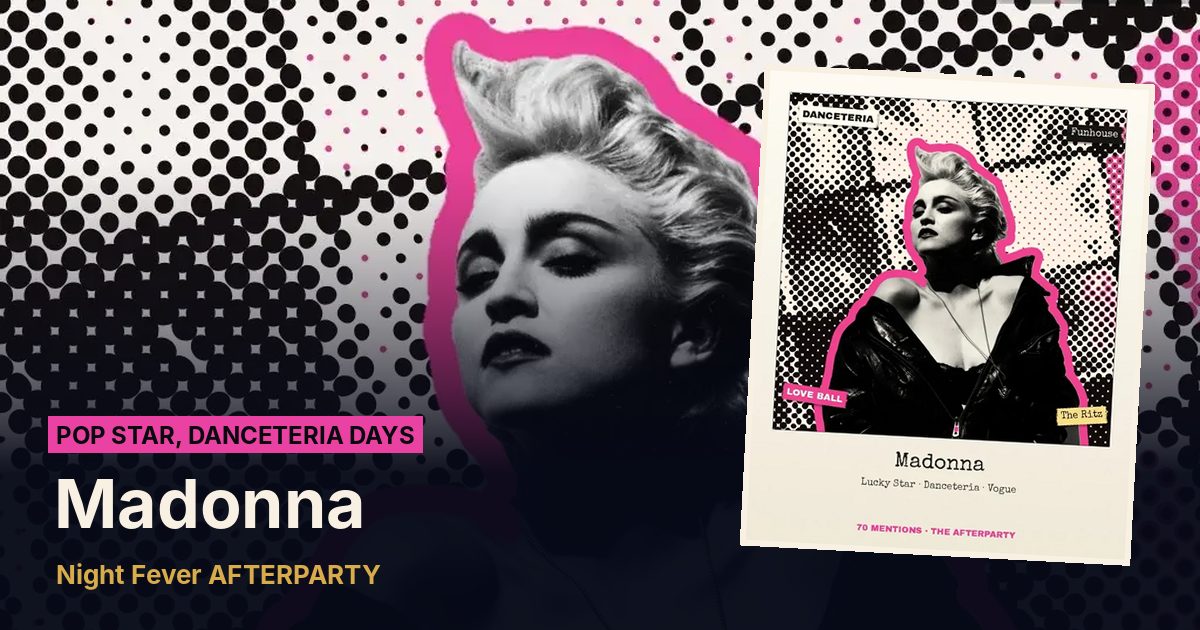 POP STAR, DANCETERIA DAYS
Madonna
Night Fever AFTERPARTY
DANCETERIA
Funhouse
LOVE BALL
The Ritz
Madonna
Lucky Star · Danceteria · Vogue
70 MENTIONS · THE AFTERPARTY